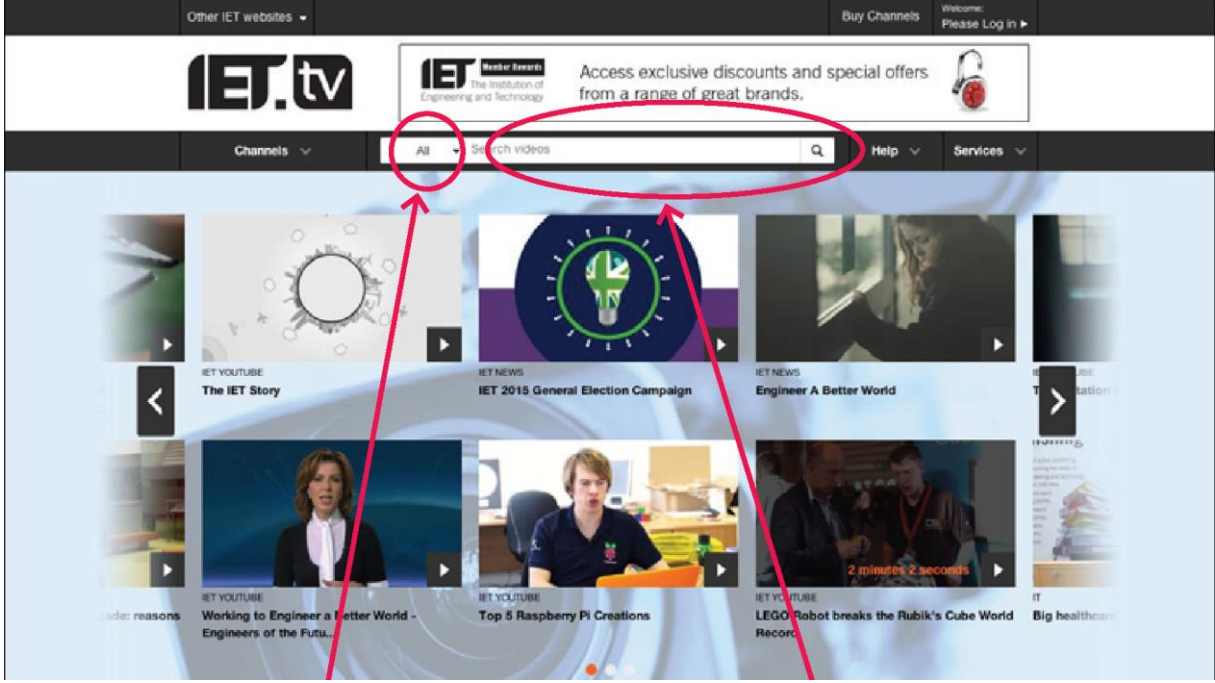 Other IET websites
Buy Channels
Welcome:
Please Log in
IET.tv
IET
Member Rewards
The Institution of
Engineering and Technology
Access exclusive discounts and special offers
from a range of great brands.
Channels
All
Search videos
Help
Services
IET YOUTUBE
The IET Story
IET NEWS
IET 2015 General Election Campaign
IET NEWS
Engineer A Better World
tation
2 minutes 2 seconds
ade: reasons
IET YOUTUBE
Working to Engineer a Better World -
Engineers of the Futu...
IET YOUTUBE
Top 5 Raspberry Pi Creations
IET YOUTUBE
LEGO Robot breaks the Rubik's Cube World
Record
IT
Big healthcare